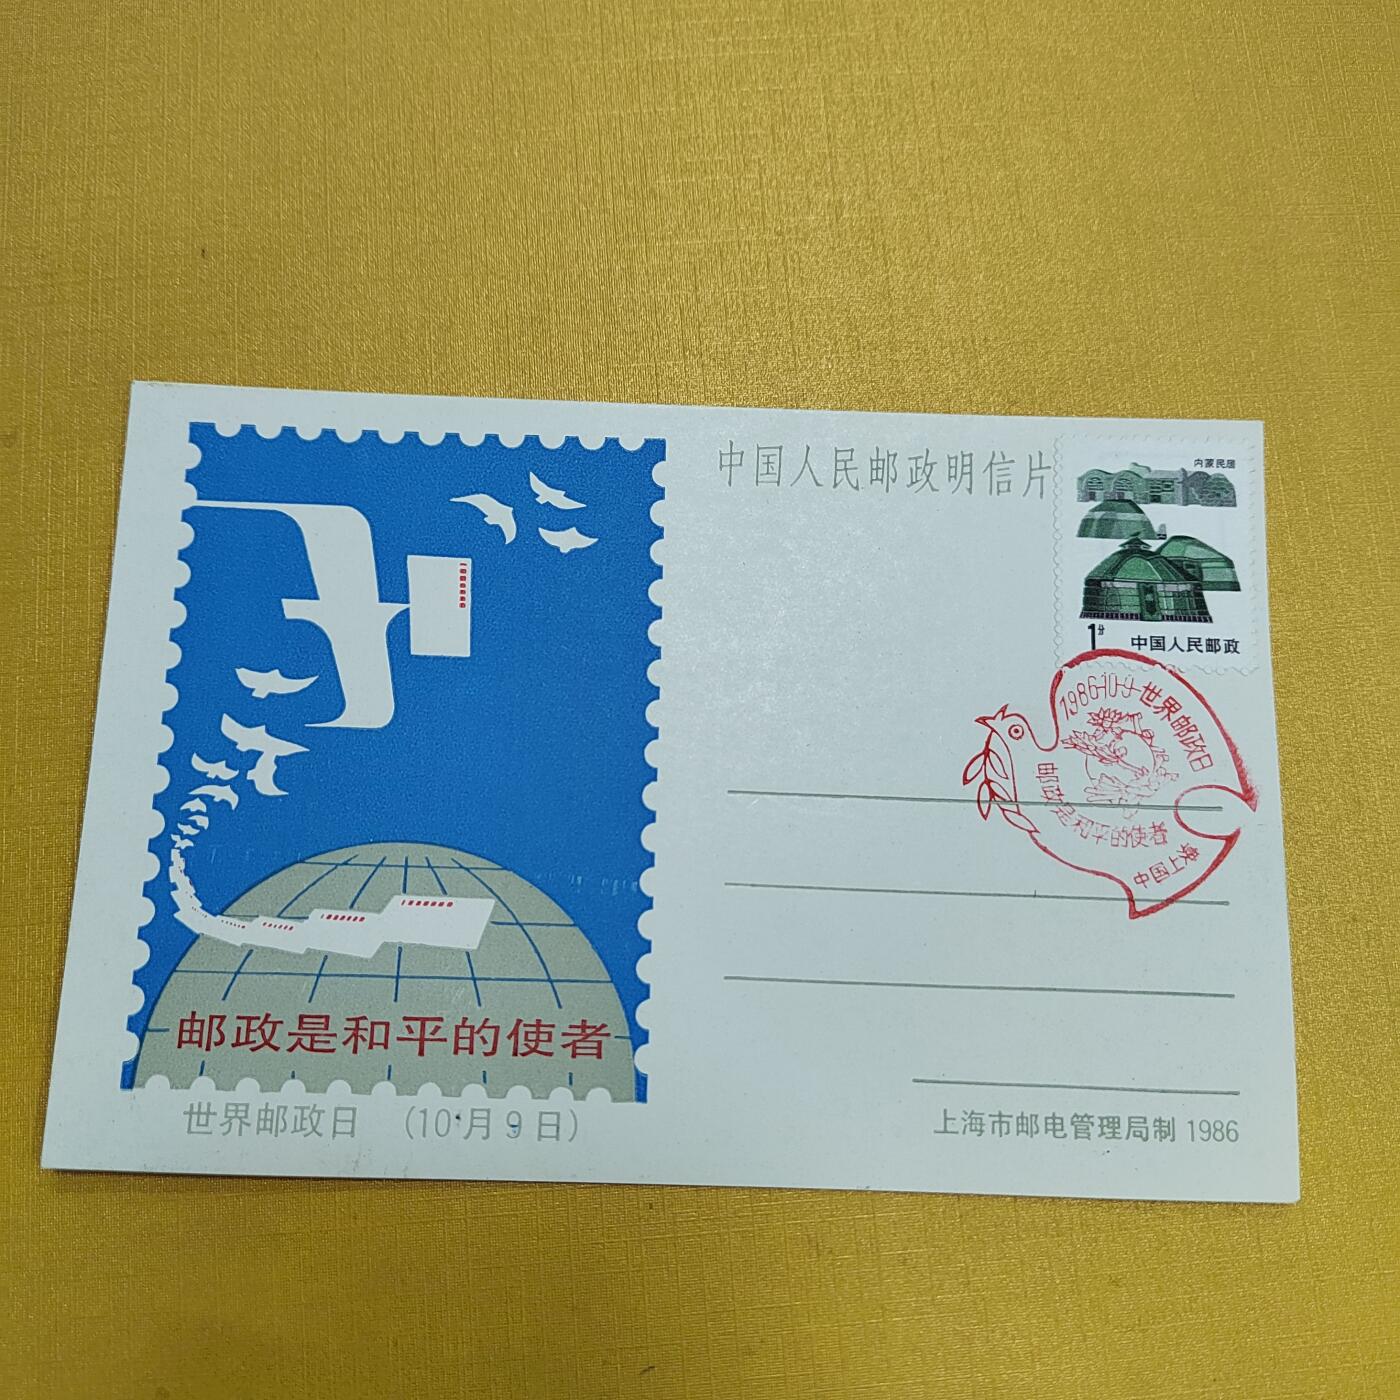 中国人民邮政明信片
内蒙民居
1分
中国人民邮政
1986-10-9
世界邮政日
邮政是和平的使者
中国上海
邮政是和平的使者
世界邮政日 (10月9日)
上海市邮电管理局制 1986